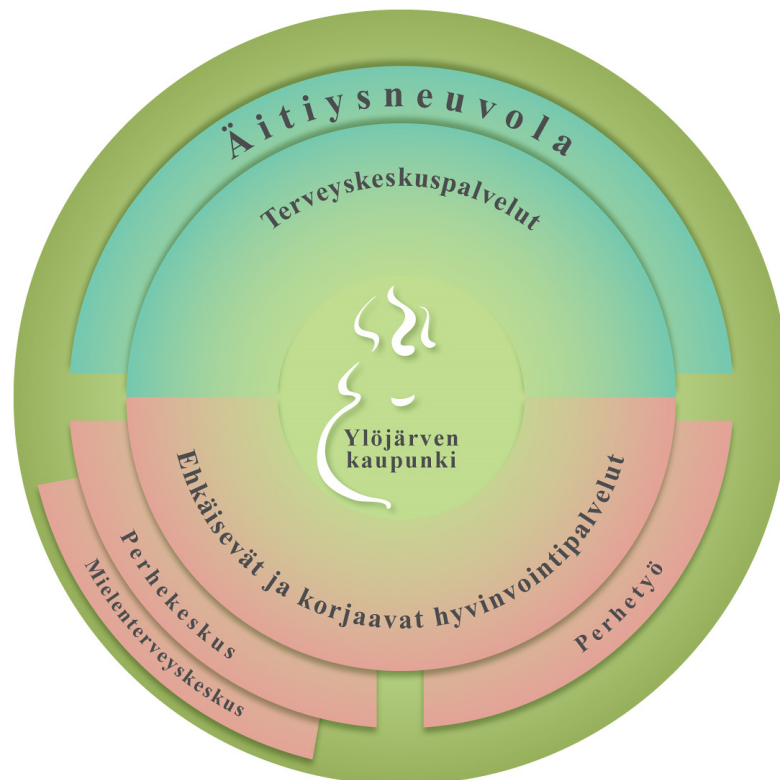 Äitiysneuvola
Terveyskeskuspalvelut
Ylöjärven
kaupunki
Ehkäisevät ja korjaavat hyvinvointipalvelut
Perhekeskus
Mielenterveyskeskus
Perhetyö